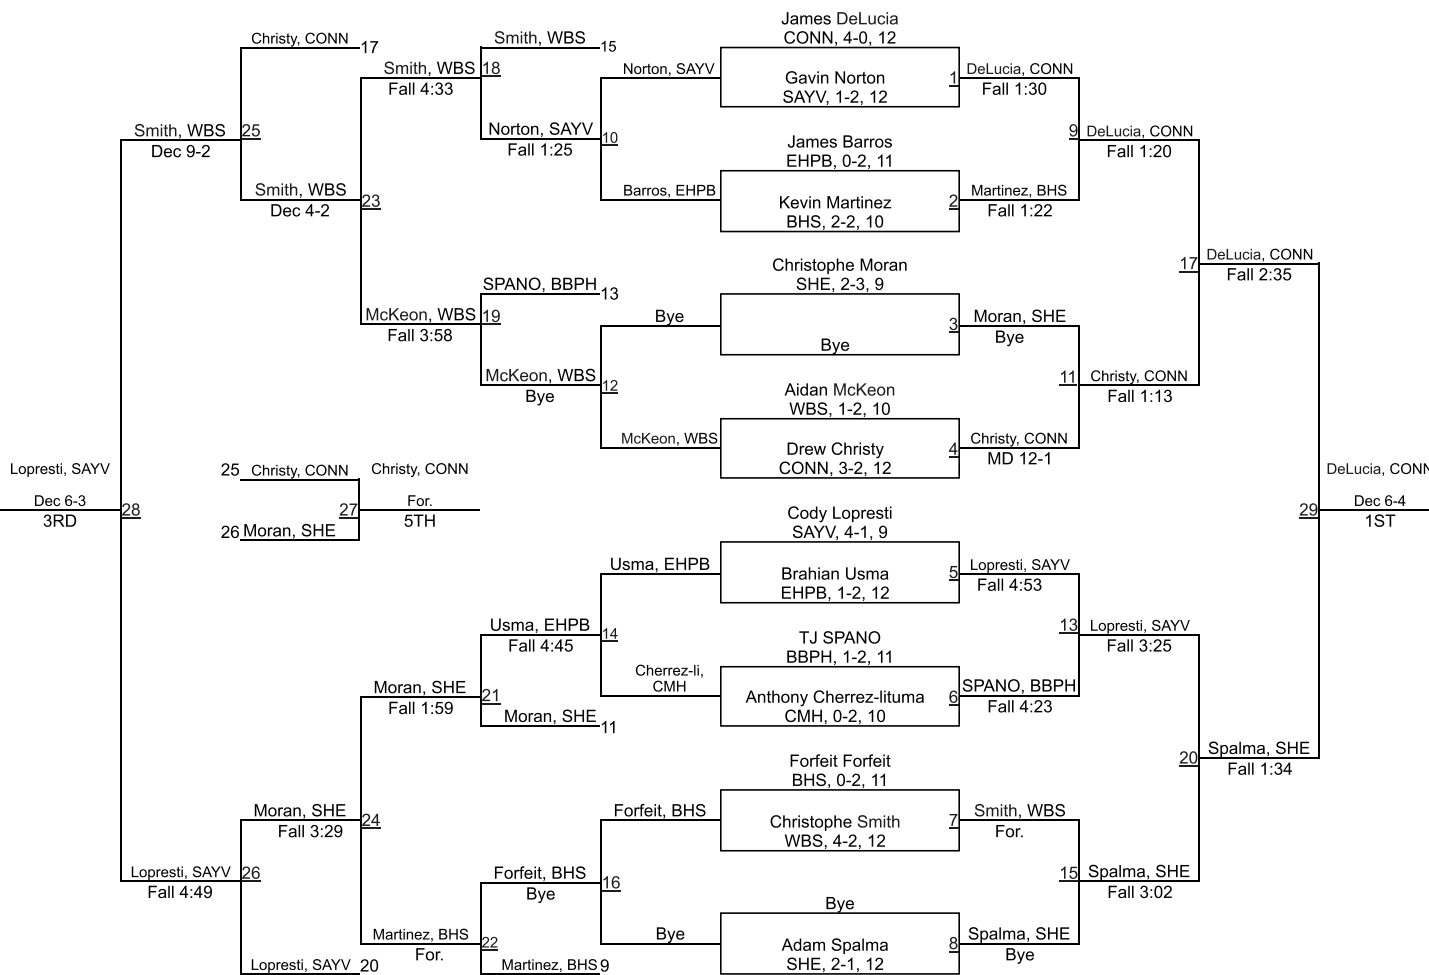 James DeLucia
CONN, 4-0, 12
Christy, CONN
17
Smith, WBS
15
Smith, WBS
18
Fall 4:33
Norton, SAYV
Gavin Norton
SAYV, 1-2, 12
1
DeLucia, CONN
Fall 1:30
Smith, WBS
25
Dec 9-2
Norton, SAYV
10
Fall 1:25
James Barros
EHPB, 0-2, 11
9
DeLucia, CONN
Fall 1:20
Smith, WBS
23
Dec 4-2
Barros, EHPB
Kevin Martinez
BHS, 2-2, 10
2
Martinez, BHS
Fall 1:22
Christophe Moran
SHE, 2-3, 9
17
DeLucia, CONN
Fall 2:35
SPANO, BBPH
13
McKeon, WBS
19
Fall 3:58
Bye
Bye
3
Moran, SHE
Bye
McKeon, WBS
12
Bye
Aidan McKeon
WBS, 1-2, 10
11
Christy, CONN
Fall 1:13
McKeon, WBS
Drew Christy
CONN, 3-2, 12
4
Christy, CONN
MD 12-1
Lopresti, SAYV
Dec 6-3
3RD
28
25
Christy, CONN
26
Moran, SHE
27
Christy, CONN
For.
5TH
29
DeLucia, CONN
Dec 6-4
1ST
Cody Lopresti
SAYV, 4-1, 9
Usma, EHPB
Brahian Usma
EHPB, 1-2, 12
5
Lopresti, SAYV
Fall 4:53
Usma, EHPB
14
Fall 4:45
TJ SPANO
BBPH, 1-2, 11
13
Lopresti, SAYV
Fall 3:25
Moran, SHE
21
Fall 1:59
Moran, SHE
11
Cherrez-li,
CMH
Anthony Cherrez-lituma
CMH, 0-2, 10
6
SPANO, BBPH
Fall 4:23
Forfeit Forfeit
BHS, 0-2, 11
20
Spalma, SHE
Fall 1:34
Moran, SHE
24
Fall 3:29
Forfeit, BHS
Christophe Smith
WBS, 4-2, 12
7
Smith, WBS
For.
Lopresti, SAYV
26
Fall 4:49
Forfeit, BHS
16
Bye
Bye
15
Spalma, SHE
Fall 3:02
Martinez, BHS
22
For.
Bye
Adam Spalma
SHE, 2-1, 12
8
Spalma, SHE
Bye
Lopresti, SAYV
20
Martinez, BHS
9